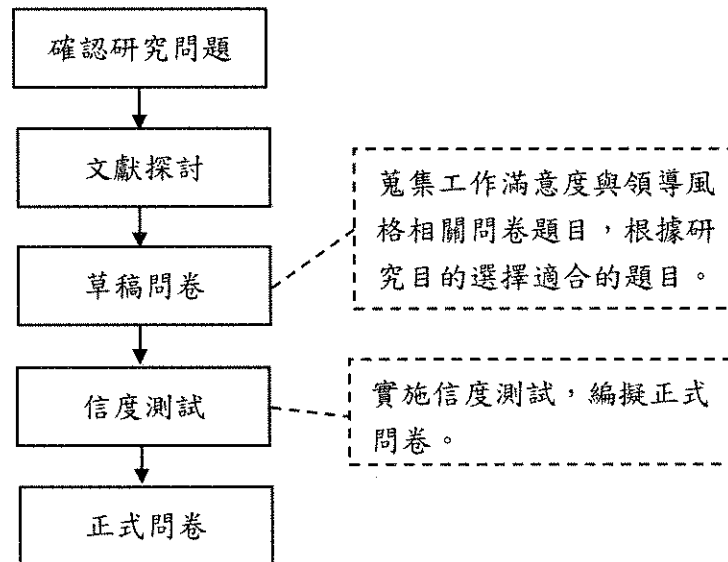 確認研究問題
文獻探討
蒐集工作滿意度與領導風
格相關問卷題目，根據研
究目的選擇適合的題目。
草稿問卷
信度測試
實施信度測試，編擬正式
問卷。
正式問卷